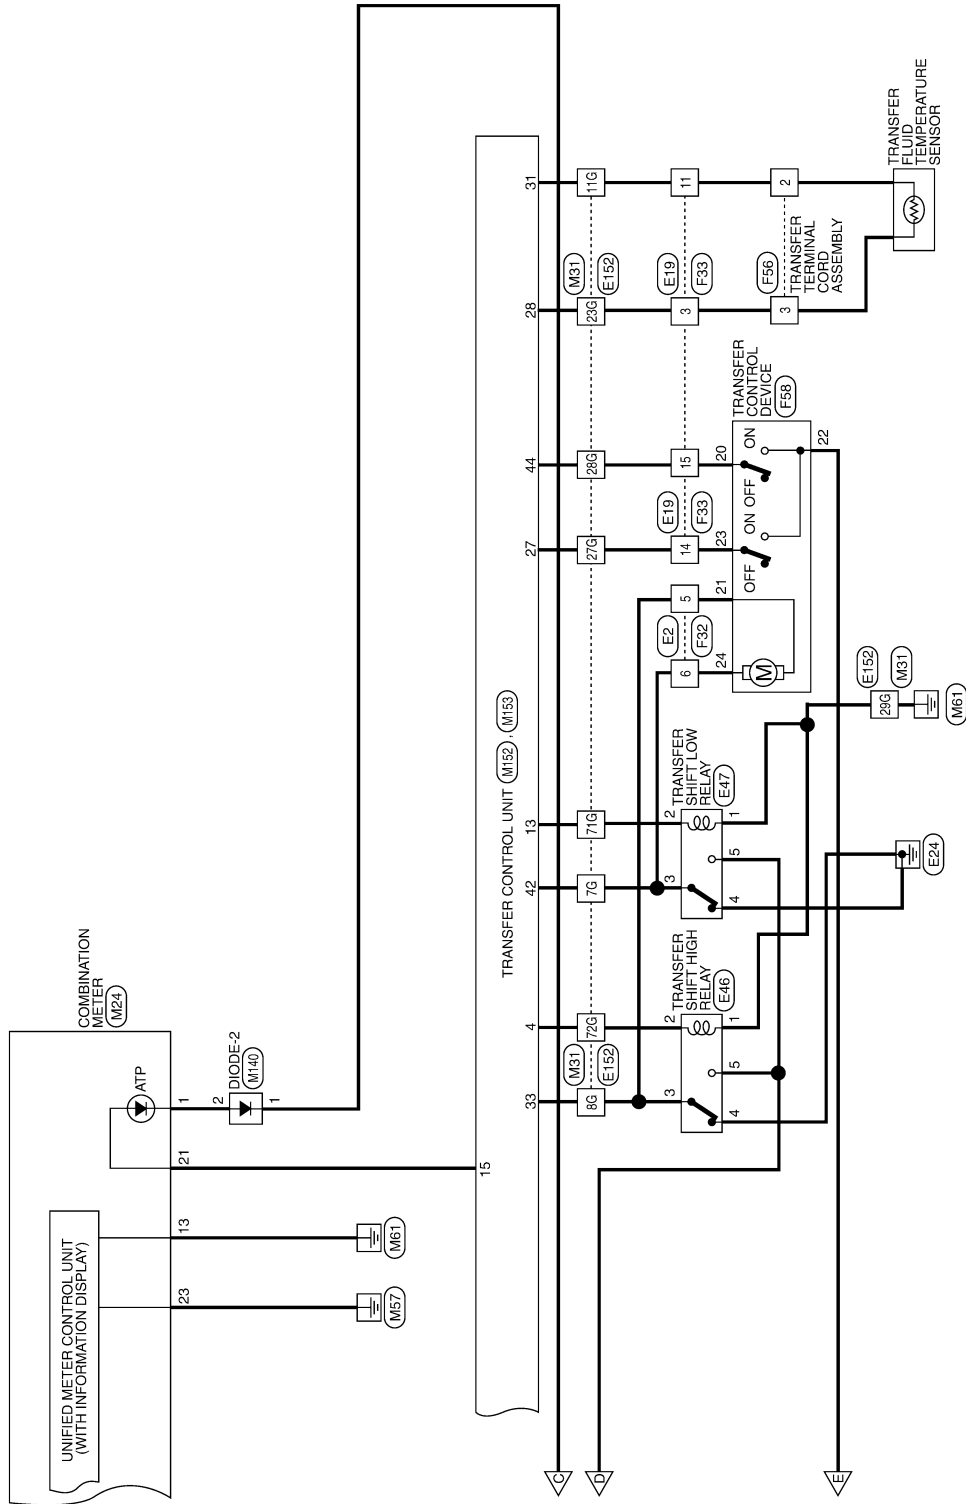 COMBINATION
METER
M24
UNIFIED METER CONTROL UNIT
(WITH INFORMATION DISPLAY)
ATP
23
13
21
1
M57
M61
2
DIODE-2
M140
1
TRANSFER CONTROL UNIT M152 , M153
15
33
4
42
13
27
44
28
31
8G
M31
E152
72G
7G
71G
27G
28G
23G
M31
E152
11G
6
E2
F32
5
14
E19
F33
15
3
E19
F33
11
3
F56
2
TRANSFER
TERMINAL
CORD
ASSEMBLY
TRANSFER
FLUID
TEMPERATURE
SENSOR
3
2
TRANSFER
SHIFT HIGH
RELAY
E46
4
5
1
3
2
TRANSFER
SHIFT LOW
RELAY
E47
4
5
1
24
21
23
20
TRANSFER
CONTROL
DEVICE
F58
M
OFF
ON
OFF
ON
22
E24
29G
E152
M31
M61
C
D
E